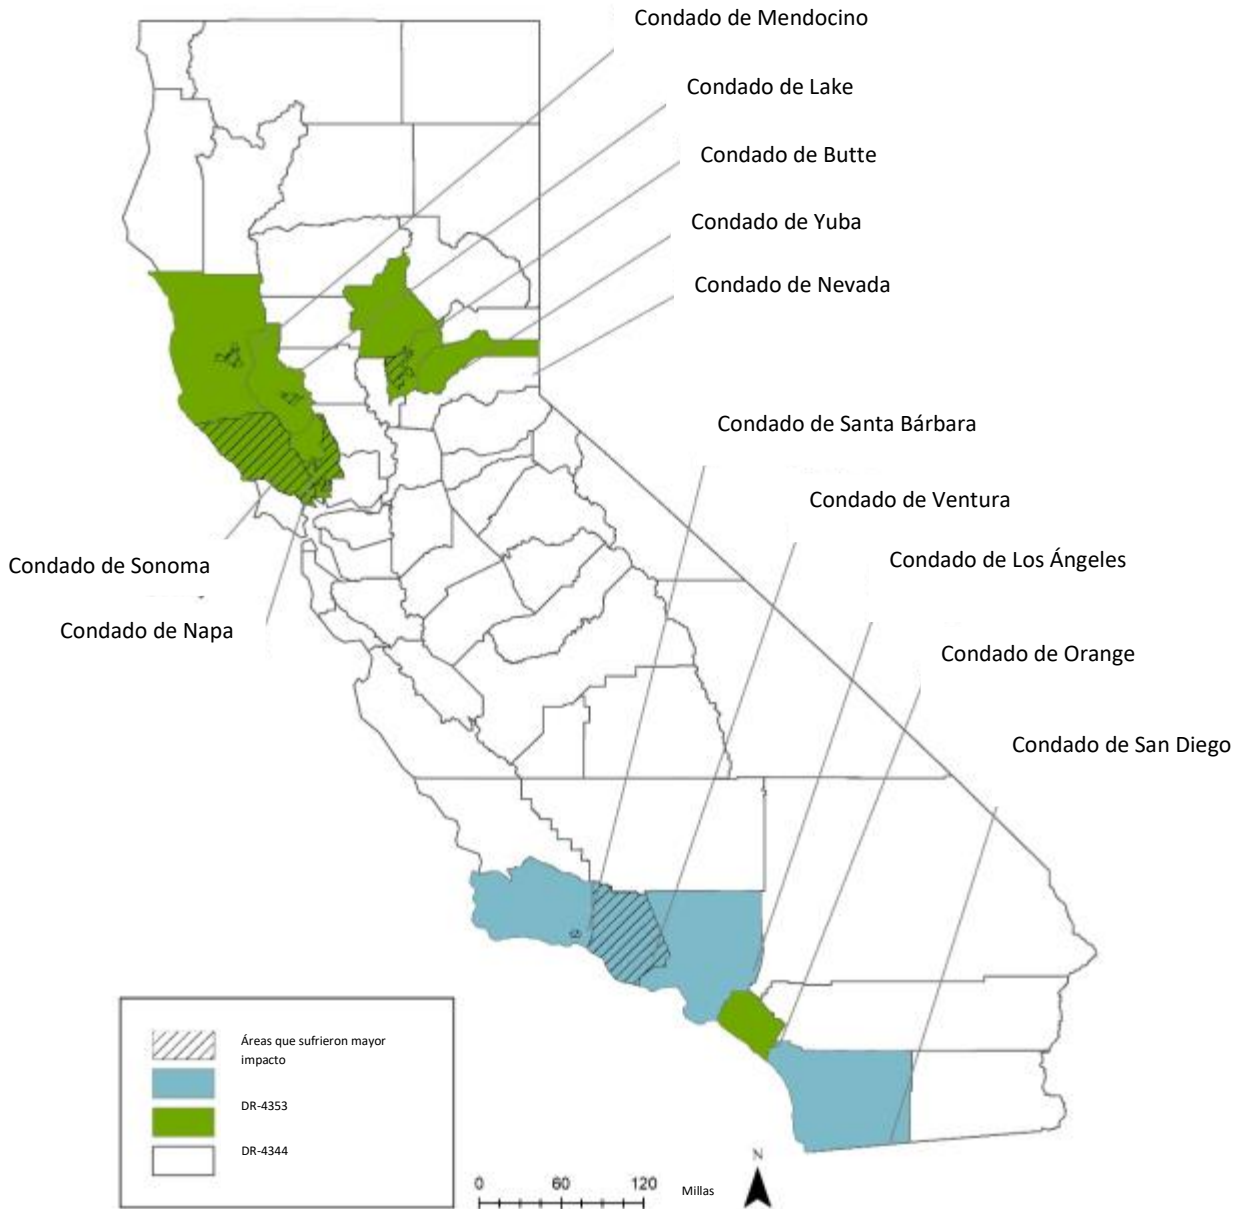 Condado de Mendocino
Condado de Lake
Condado de Butte
Condado de Yuba
Condado de Nevada
Condado de Santa Bárbara
Condado de Ventura
Condado de Los Ángeles
Condado de Sonoma
Condado de Napa
Condado de Orange
Condado de San Diego
Áreas que sufrieron mayor
impacto
DR-4353
DR-4344
0 60 120 Millas
N